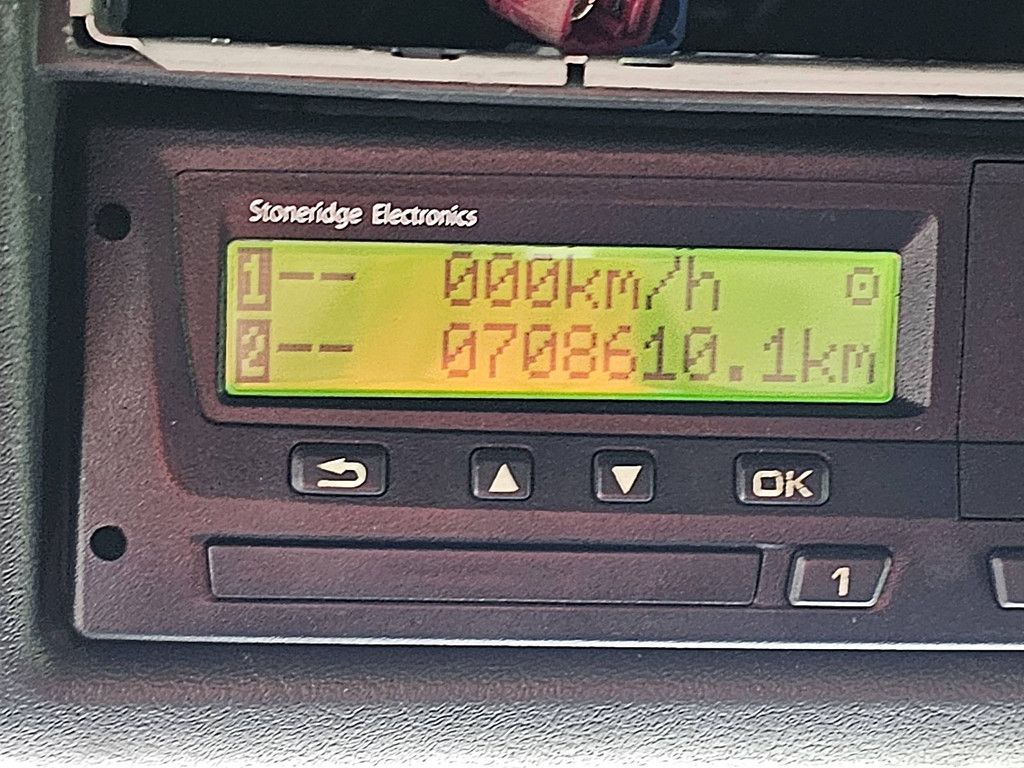 Stoneridge Electronics
1-- 000km/h
2-- 0708610.1km
OK
1